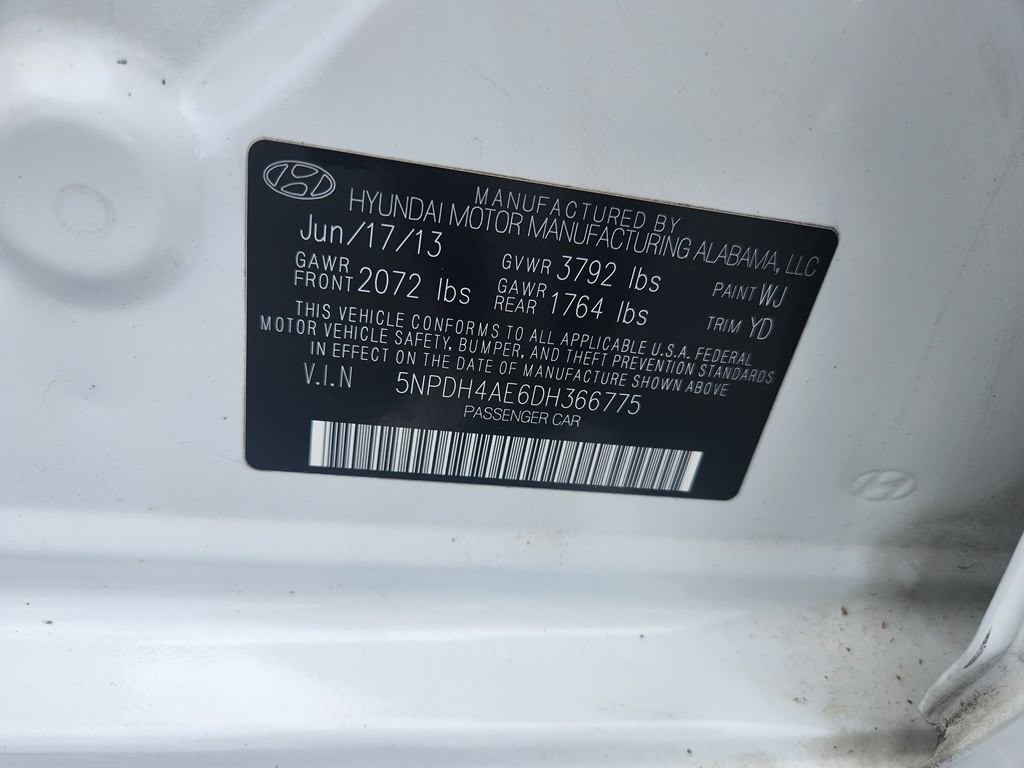 MANUFACTURED BY
HYUNDAI MOTOR MANUFACTURING ALABAMA, LLC
Jun/17/13 GVWR 3792 lbs PAINT WJ
GAWR FRONT 2072 lbs GAWR REAR 1764 lbs TRIM YD
THIS VEHICLE CONFORMS TO ALL APPLICABLE U.S.A. FEDERAL
MOTOR VEHICLE SAFETY, BUMPER, AND THEFT PREVENTION STANDARDS
IN EFFECT ON THE DATE OF MANUFACTURE SHOWN ABOVE
V.I.N 5NPDH4AE6DH366775
PASSENGER CAR